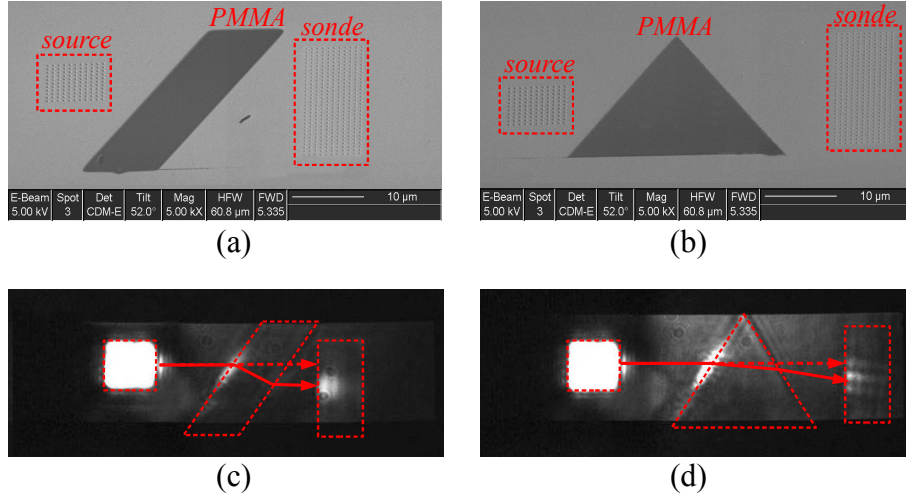 PMMA
sonde
source
E-Beam Spot Det Tilt Mag HFW FWD
5.00 kV 3 CDM-E 52.0° 5.00 kX 60.8 µm 5.335
10 µm
(a)
sonde
PMMA
source
E-Beam Spot Det Tilt Mag HFW FWD
5.00 kV 3 CDM-E 52.0° 5.00 kX 60.8 µm 5.335
10 µm
(b)
(c)
(d)